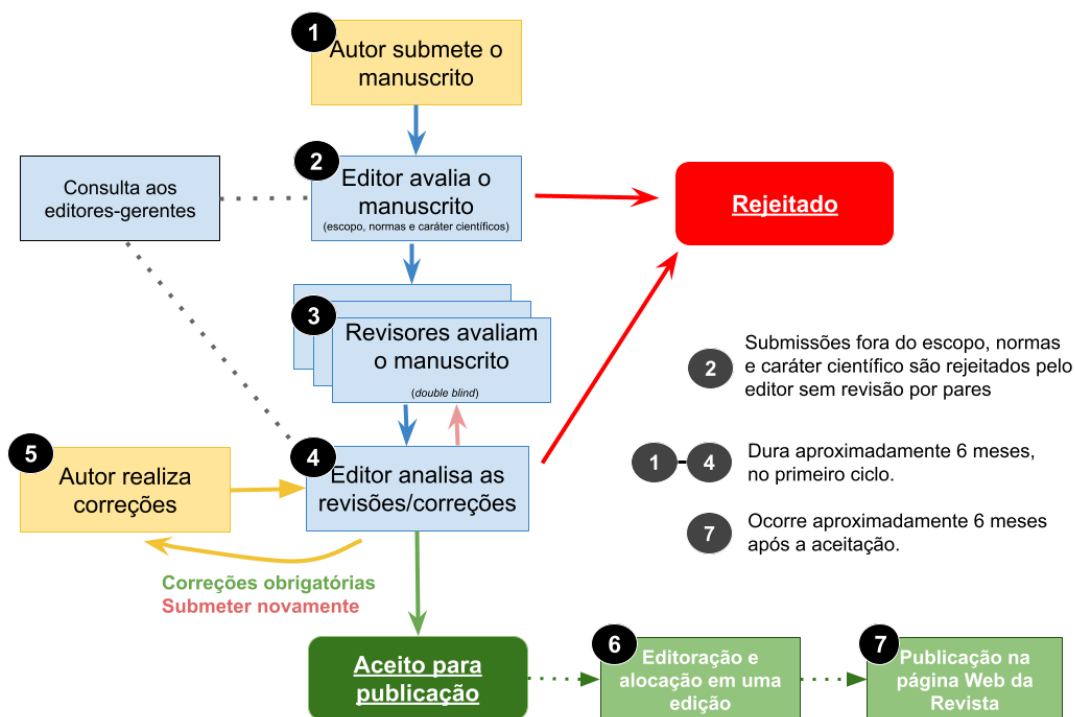 1
Autor submete o
manuscrito
2
Editor avalia o
manuscrito
(escopo, normas e caráter científicos)
Consulta aos
editores-gerentes
Rejeitado
3
Revisores avaliam
o manuscrito
(double blind)
2
Submissões fora do escopo, normas
e caráter científico são rejeitados pelo
editor sem revisão por pares
5
Autor realiza
correções
4
Editor analisa as
revisões/correções
1 - 4
Dura aproximadamente 6 meses,
no primeiro ciclo.
7
Ocorre aproximadamente 6 meses
após a aceitação.
Correções obrigatórias
Submeter novamente
Aceito para
publicação
6
Editoração e
alocação em uma
edição
7
Publicação na
página Web da
Revista